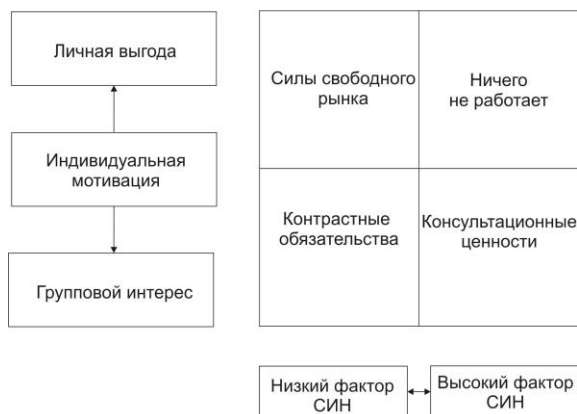 Личная выгода
Индивидуальная
мотивация
Групповой интерес
Силы свободного
рынка
Ничего
не работает
Контрастные
обязательства
Консультационные
ценности
Низкий фактор
СИН
Высокий фактор
СИН